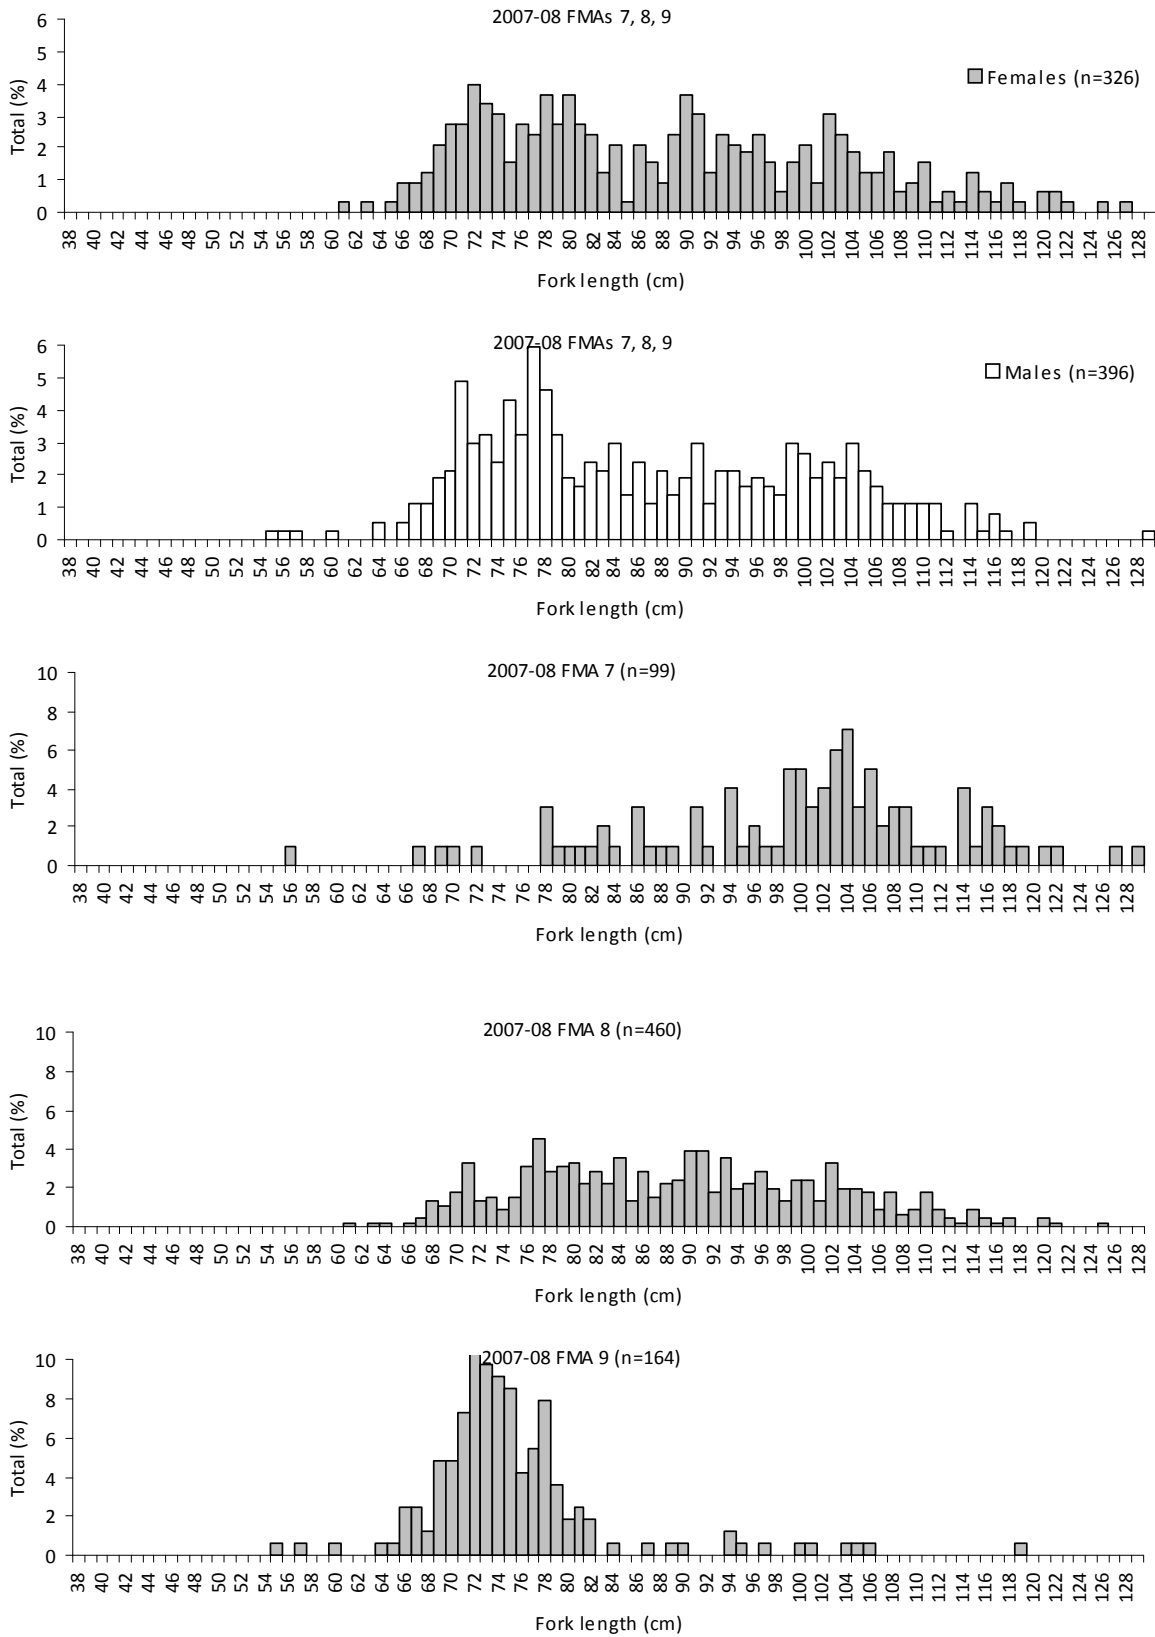 2007-08 FMAs 7, 8, 9
Females (n=326)
Total (%)
6
5
4
3
2
1
0
38 40 42 44 46 48 50 52 54 56 58 60 62 64 66 68 70 72 74 76 78 80 82 84 86 88 90 92 94 96 98 100 102 104 106 108 110 112 114 116 118 120 122 124 126 128
Fork length (cm)
2007-08 FMAs 7, 8, 9
Males (n=396)
Total (%)
6
5
4
3
2
1
0
38 40 42 44 46 48 50 52 54 56 58 60 62 64 66 68 70 72 74 76 78 80 82 84 86 88 90 92 94 96 98 100 102 104 106 108 110 112 114 116 118 120 122 124 126 128
Fork length (cm)
2007-08 FMA 7 (n=99)
Total (%)
10
8
6
4
2
0
38 40 42 44 46 48 50 52 54 56 58 60 62 64 66 68 70 72 74 76 78 80 82 84 86 88 90 92 94 96 98 100 102 104 106 108 110 112 114 116 118 120 122 124 126 128
Fork length (cm)
2007-08 FMA 8 (n=460)
Total (%)
10
8
6
4
2
0
38 40 42 44 46 48 50 52 54 56 58 60 62 64 66 68 70 72 74 76 78 80 82 84 86 88 90 92 94 96 98 100 102 104 106 108 110 112 114 116 118 120 122 124 126 128
Fork length (cm)
2007-08 FMA 9 (n=164)
Total (%)
10
8
6
4
2
0
38 40 42 44 46 48 50 52 54 56 58 60 62 64 66 68 70 72 74 76 78 80 82 84 86 88 90 92 94 96 98 100 102 104 106 108 110 112 114 116 118 120 122 124 126 128
Fork length (cm)